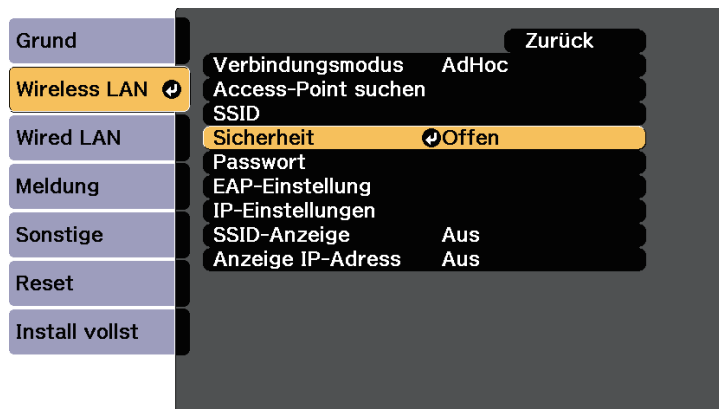 Grund
Wireless LAN
Wired LAN
Meldung
Sonstige
Reset
Install vollst
Zurück
Verbindungsmodus AdHoc
Access-Point suchen
SSID
Sicherheit Offen
Passwort
EAP-Einstellung
IP-Einstellungen
SSID-Anzeige Aus
Anzeige IP-Adress Aus